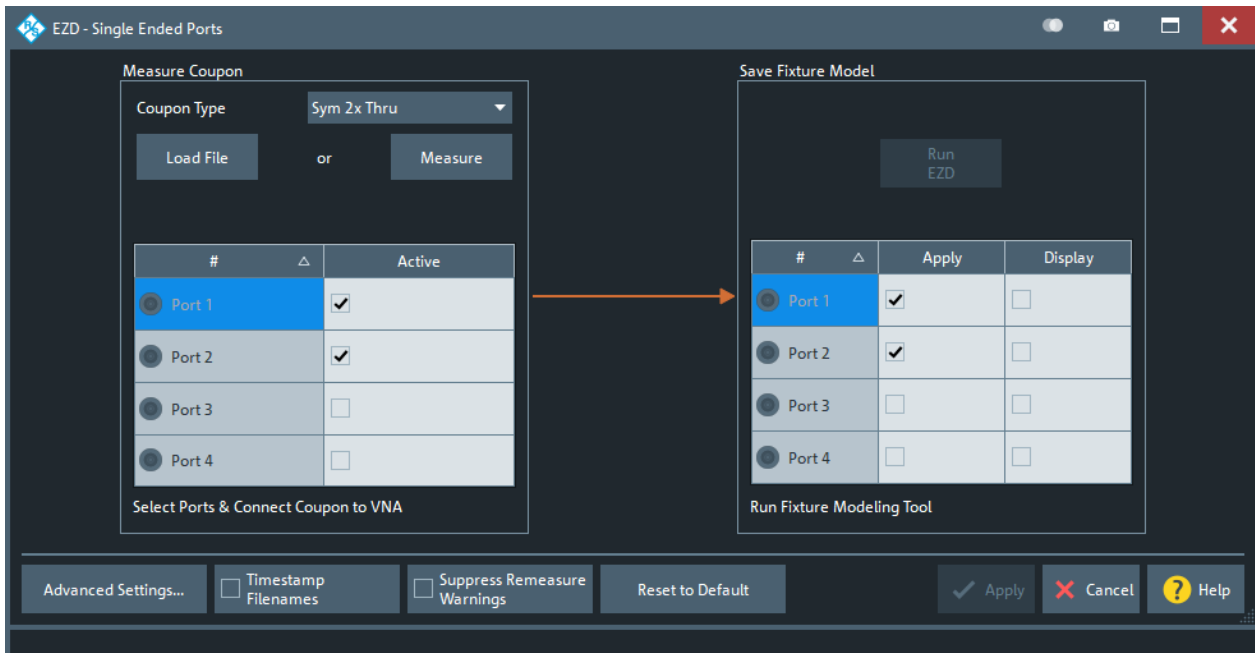 EZD - Single Ended Ports
Measure Coupon
Coupon Type
Sym 2x Thru
Load File
or
Measure
# Active
Port 1
Port 2
Port 3
Port 4
Select Ports & Connect Coupon to VNA
Save Fixture Model
Run
EZD
# Apply Display
Port 1
Port 2
Port 3
Port 4
Run Fixture Modeling Tool
Advanced Settings...
Timestamp
Filenames
Suppress Remeasure
Warnings
Reset to Default
Apply
Cancel
? Help